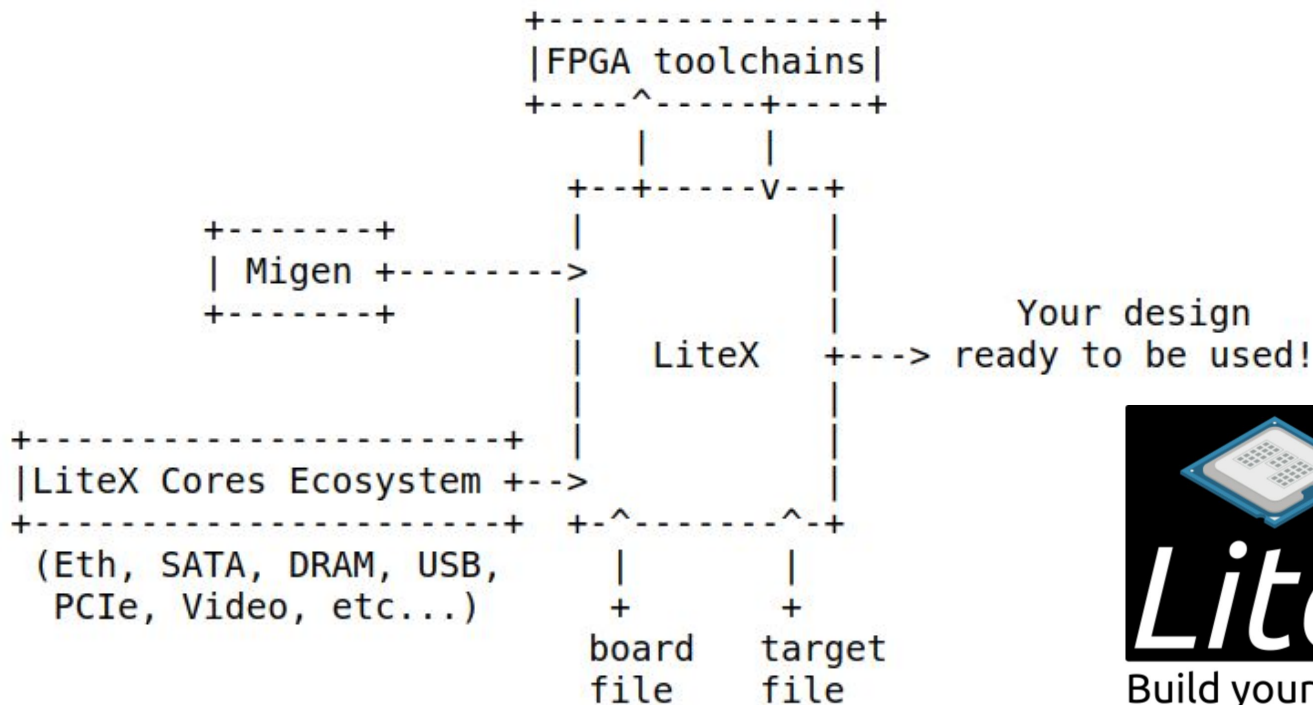 FPGA toolchains
Migen
LiteX
Your design
ready to be used!
LiteX Cores Ecosystem
(Eth, SATA, DRAM, USB,
PCIe, Video, etc...)
board
file
target
file
Lite
Build your